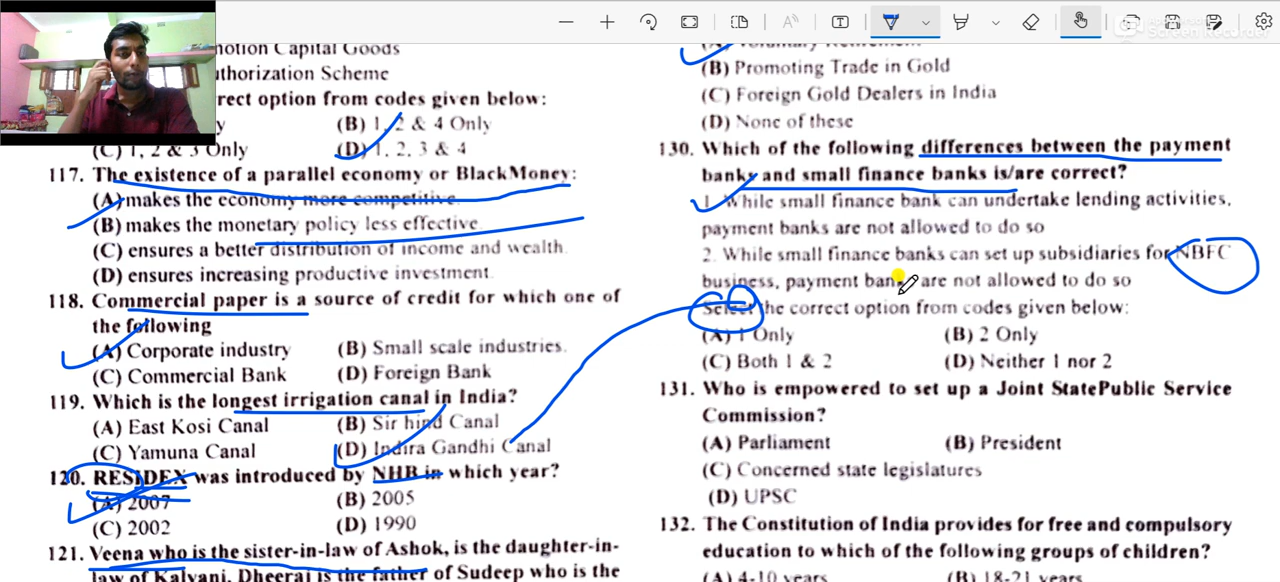 notion Capital Goods
thorization Scheme
rect option from codes given below:
y
(B) 1, 2 & 4 Only
(C) 1, 2 & 3 Only
(D) 1, 2, 3 & 4
117. The existence of a parallel economy or BlackMoney:
(A) makes the economy more competitive.
(B) makes the monetary policy less effective
(C) ensures a better distribution of income and wealth.
(D) ensures increasing productive investment.
118. Commercial paper is a source of credit for which one of
the following
(A) Corporate industry
(B) Small scale industries.
(C) Commercial Bank
(D) Foreign Bank
119. Which is the longest irrigation canal in India?
(A) East Kosi Canal
(B) Sir hind Canal
(C) Yamuna Canal
(D) Indira Gandhi Canal
120. RESIDEX was introduced by NHB in which year?
(A) 2007
(B) 2005
(C) 2002
(D) 1990
121. Veena who is the sister-in-law of Ashok, is the daughter-in-
law of Kalyani. Dheeraj is the father of Sudeep who is the
(A) Voluntary Retirement
(B) Promoting Trade in Gold
(C) Foreign Gold Dealers in India
(D) None of these
130. Which of the following differences between the payment
banks and small finance banks is/are correct?
1. While small finance bank can undertake lending activities,
payment banks are not allowed to do so
2. While small finance banks can set up subsidiaries for NBFC
business, payment banks are not allowed to do so
Select the correct option from codes given below:
(A) 1 Only
(B) 2 Only
(C) Both 1 & 2
(D) Neither 1 nor 2
131. Who is empowered to set up a Joint StatePublic Service
Commission?
(A) Parliament
(B) President
(C) Concerned state legislatures
(D) UPSC
132. The Constitution of India provides for free and compulsory
education to which of the following groups of children?
(A) 4-10 years
(B) 18-21 years